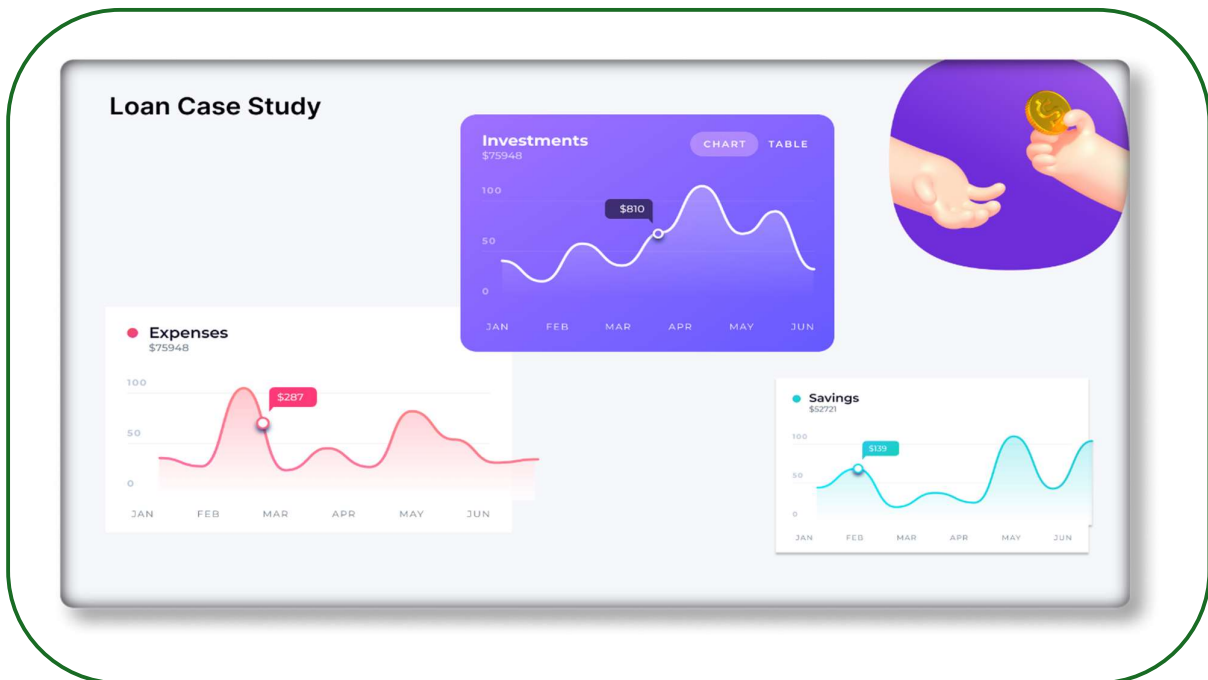 Loan Case Study
Investments
$75948
CHART TABLE
100
$810
50
0
JAN FEB MAR APR MAY JUN
Expenses
$75948
100
$287
50
0
JAN FEB MAR APR MAY JUN
Savings
$52721
100
$139
50
0
JAN FEB MAR APR MAY JUN